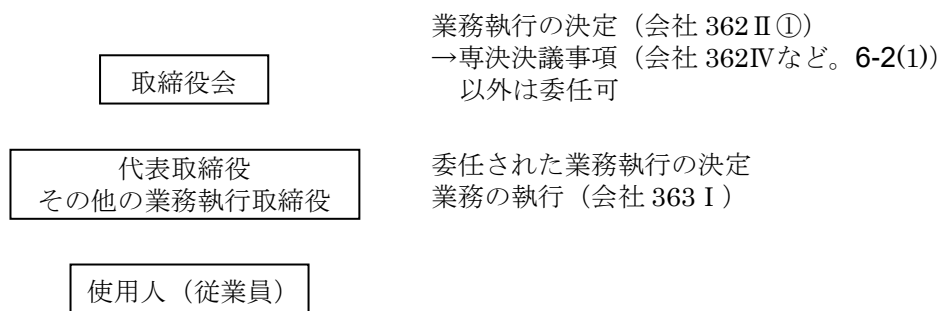 業務執行の決定（会社 362Ⅱ①）
→専決決議事項（会社 362Ⅳなど。6-2(1)）
以外は委任可
取締役会
代表取締役
その他の業務執行取締役
委任された業務執行の決定
業務の執行（会社 363Ⅰ）
使用人（従業員）